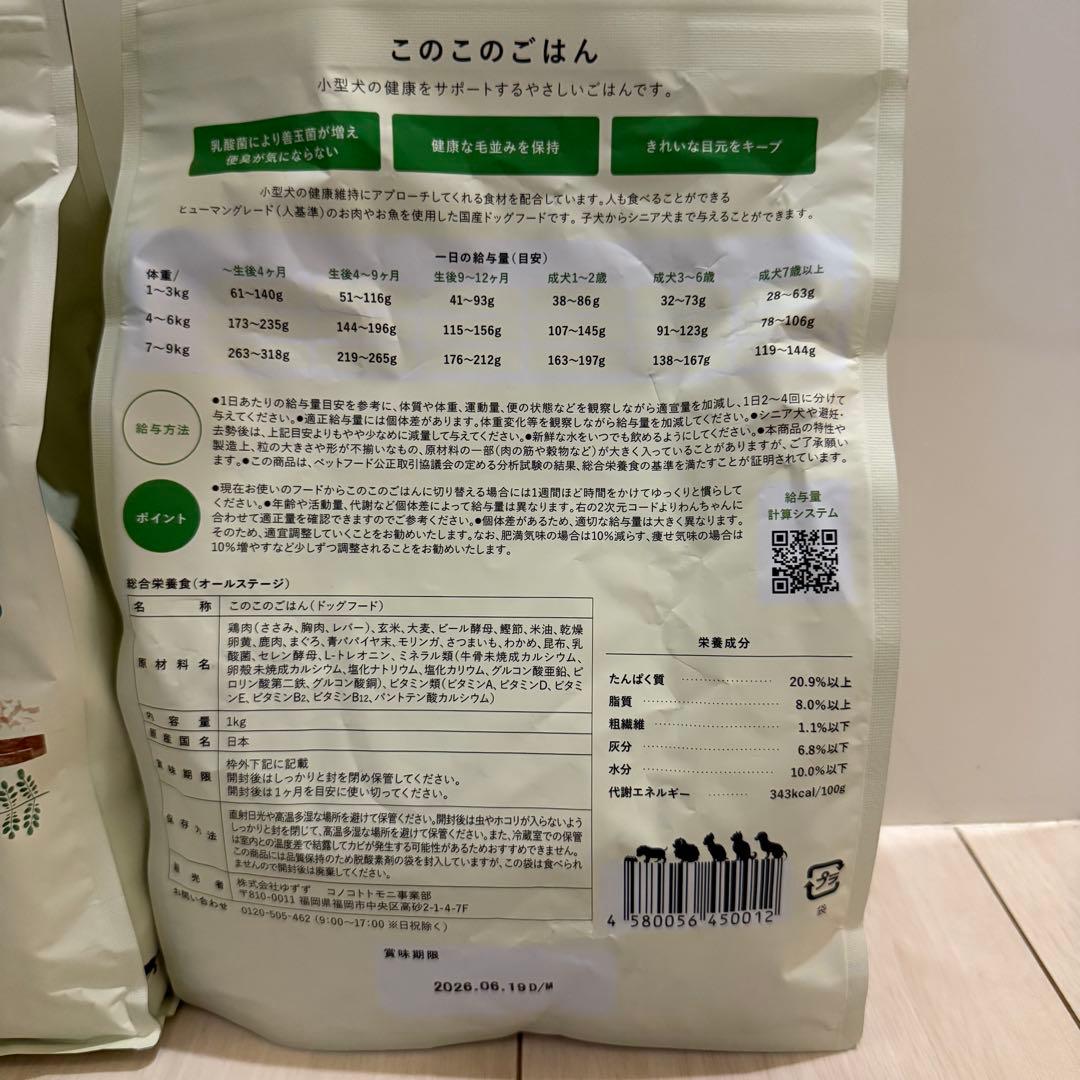 このこのごはん
小型犬の健康をサポートするやさしいごはんです。
乳酸菌により善玉菌が増え
便臭が気にならない
健康な毛並みを保持
きれいな目元をキープ
小型犬の健康維持にアプローチしてくれる食材を配合しています。人も食べることができる
ヒューマングレード(人基準)のお肉やお魚を使用した国産ドッグフードです。子犬からシニア犬まで与えることができます。
一日の給与量(目安)
体重/ 〜生後4ヶ月 生後4〜9ヶ月 生後9〜12ヶ月 成犬1〜2歳 成犬3〜6歳 成犬7歳以上
1〜3kg 61〜140g 51〜116g 41〜93g 38〜86g 32〜73g 28〜63g
4〜6kg 173〜235g 144〜196g 115〜156g 107〜145g 91〜123g 78〜106g
7〜9kg 263〜318g 219〜265g 176〜212g 163〜197g 138〜167g 119〜144g
給与方法
●1日あたりの給与量目安を参考に、体質や体重、運動量、便の状態などを観察しながら適宜量を加減し、1日2〜4回に分けて
与えてください。●適正給与量には個体差があります。体重変化等を観察しながら給与量を加減してください。●シニア犬や避妊・
去勢後は、上記目安よりもやや少なめに減量して与えてください。●新鮮な水をいつでも飲めるようにしてください。●本商品の特性や
製造上、粒の大きさや形が不揃いなもの、原材料の一部(肉の筋や穀物など)が大きく入っていることがありますが、ご了承願い
ます。●この商品は、ペットフード公正取引協議会の定める分析試験の結果、総合栄養食の基準を満たすことが証明されています。
ポイント
●現在お使いのフードからこのこのごはんに切り替える場合には1週間ほど時間をかけてゆっくりと慣らして
ください。●年齢や活動量、代謝など個体差によって給与量は異なります。右の2次元コードよりわんちゃんに
合わせて適正量を確認できますのでご参考ください。●個体差があるため、適切な給与量は大きく異なります。
そのため、適宜調整していくことをお勧めいたします。なお、肥満気味の場合は10%減らす、痩せ気味の場合は
10%増やすなど少しずつ調整されることをお勧めいたします。
給与量
計算システム
総合栄養食(オールステージ)
名称 このこのごはん(ドッグフード)
原材料名 鶏肉(ささみ、胸肉、レバー)、玄米、大麦、ビール酵母、鰹節、米油、乾燥
卵黄、鹿肉、まぐろ、青パパイヤ末、モリンガ、さつまいも、わかめ、昆布、乳
酸菌、セレン酵母、L-トレオニン、ミネラル類(牛骨未焼成カルシウム、
卵殻未焼成カルシウム、塩化ナトリウム、塩化カリウム、グルコン酸亜鉛、ピ
ロリン酸第二鉄、グルコン酸銅)、ビタミン類(ビタミンA、ビタミンD、ビタミ
ンE、ビタミンB2、ビタミンB12、パントテン酸カルシウム)
内容量 1kg
原産国名 日本
賞味期限 枠外下記に記載
開封後はしっかりと封を閉め保管してください。
開封後は1ヶ月を目安に使い切ってください。
保存方法 直射日光や高温多湿な場所を避けて保管ください。開封後は虫やホコリが入らないよう
しっかりと封を閉じて、高温多湿な場所を避けて保管ください。また、冷蔵室での保管
は室内との温度差で結露してカビが発生する可能性があるためおすすめできません。
この商品には品質保持のため脱酸素剤の袋を封入していますが、この袋は食べられ
ませんので開封後は廃棄してください。
販売者 株式会社ゆずず コノコトトモニ事業部
〒810-0011 福岡県福岡市中央区高砂2-1-4-7F
お問い合わせ 0120-505-462 (9:00〜17:00 ※日祝除く)
栄養成分
たんぱく質 20.9%以上
脂質 8.0%以上
粗繊維 1.1%以下
灰分 6.8%以下
水分 10.0%以下
代謝エネルギー 343kcal/100g
4 580056 450012
プラ
袋
賞味期限
2026.06.19D/M